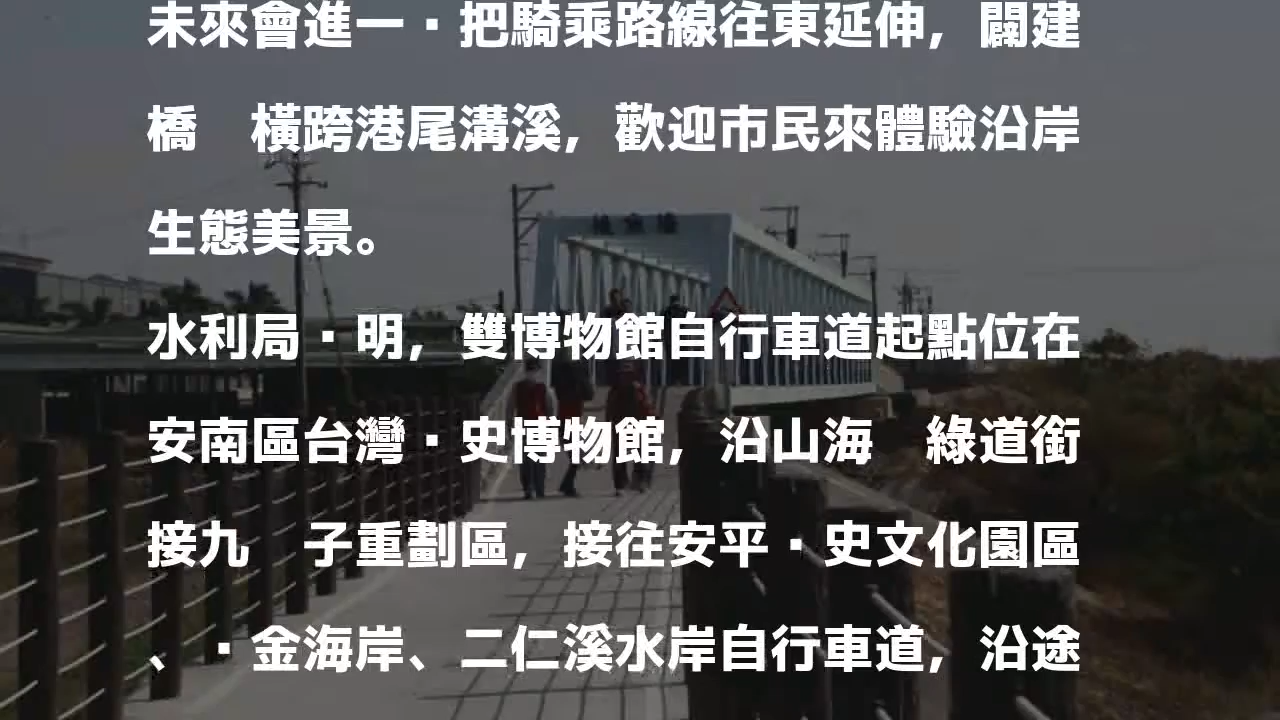 未來會進一·把騎乘路線往東延伸，闢建
橋　橫跨港尾溝溪，歡迎市民來體驗沿岸
生態美景。
水利局·明，雙博物館自行車道起點位在
安南區台灣·史博物館，沿山海　綠道銜
接九　子重劃區，接往安平·史文化園區
、·金海岸、二仁溪水岸自行車道，沿途